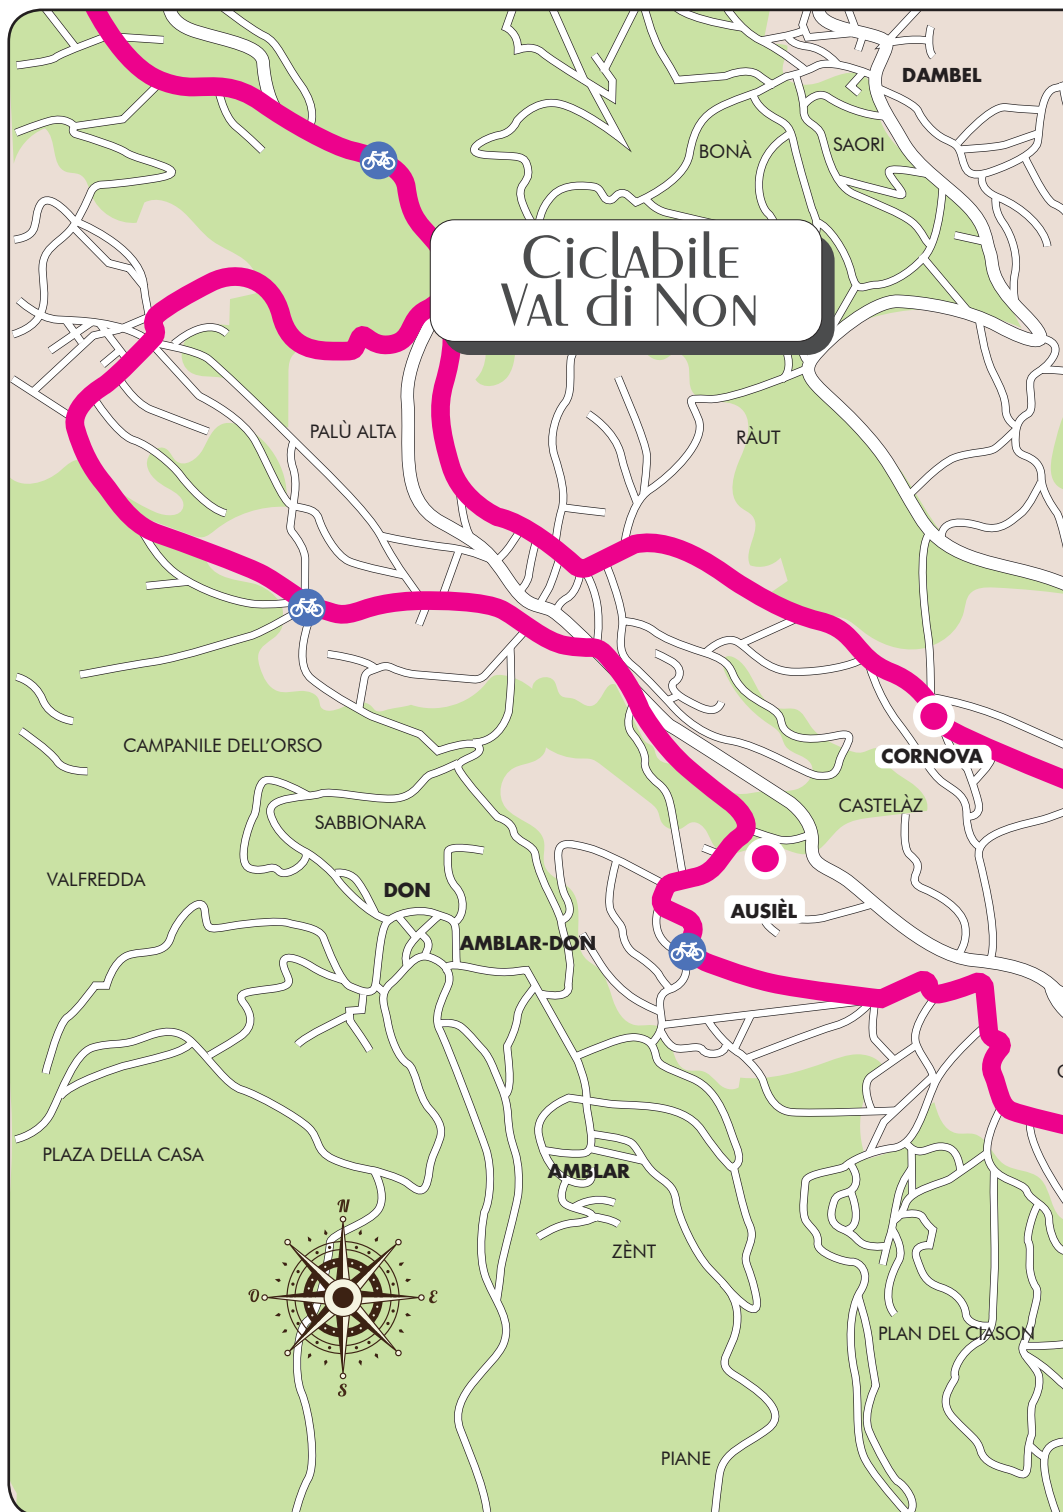 DAMBEL
SAORI
BONÀ
CiclAbilE
VAl di NoN
PALÙ ALTA
RÀUT
CAMPANILE DELL'ORSO
CORNOVA
CASTELÀZ
SABBIONARA
VALFREDDA
DON
AUSIÈL
AMBLAR-DON
PLAZA DELLA CASA
AMBLAR
N
O
E
S
ZÈNT
PLAN DEL CIASON
PIANE